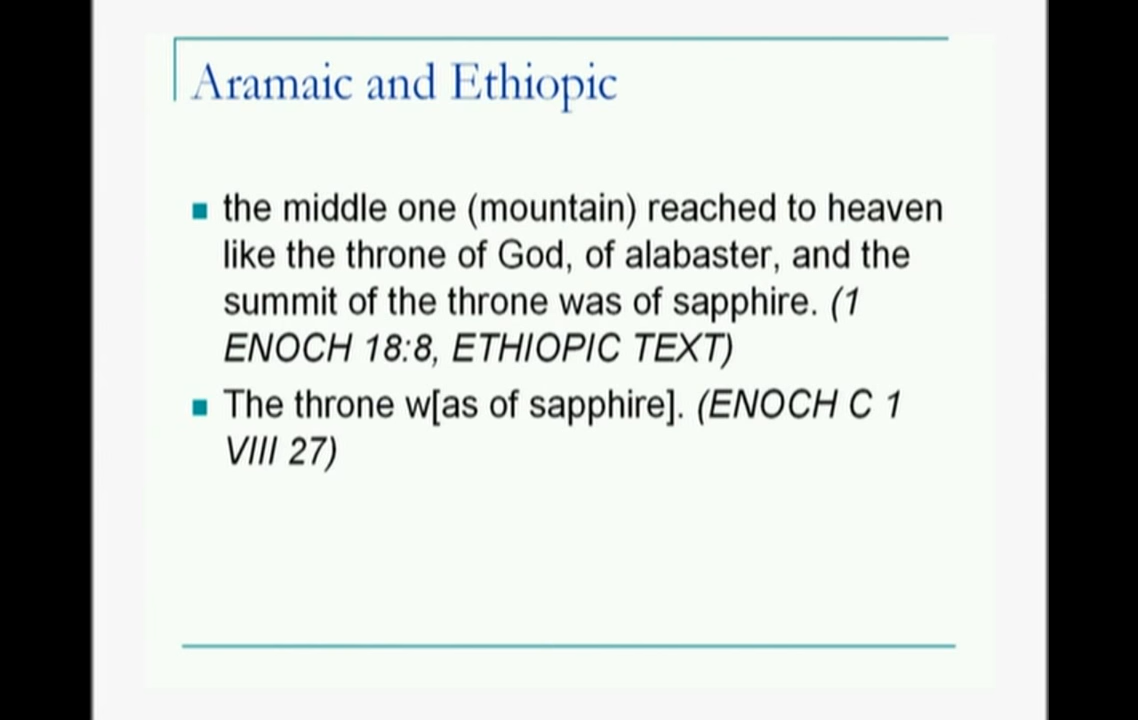 Aramaic and Ethiopic
the middle one (mountain) reached to heaven
like the throne of God, of alabaster, and the
summit of the throne was of sapphire. (1
ENOCH 18:8, ETHIOPIC TEXT)
The throne w[as of sapphire]. (ENOCH C 1
VIII 27)